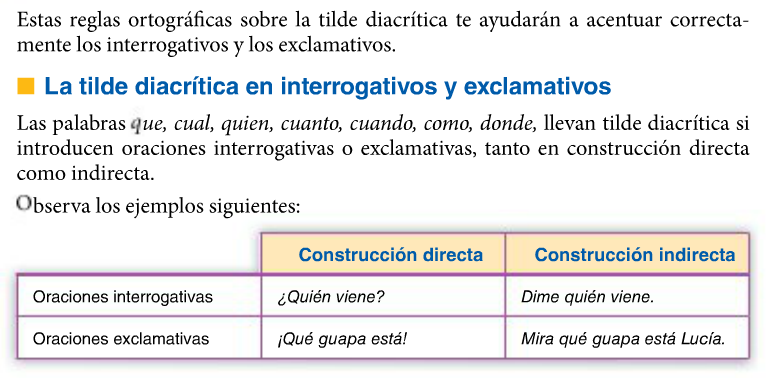 Estas reglas ortográficas sobre la tilde diacrítica te ayudarán a acentuar correcta-
mente los interrogativos y los exclamativos.
La tilde diacrítica en interrogativos y exclamativos
Las palabras que, cual, quien, cuanto, cuando, como, donde, llevan tilde diacrítica si
introducen oraciones interrogativas o exclamativas, tanto en construcción directa
como indirecta.
Observa los ejemplos siguientes:
Construcción directa Construcción indirecta
Oraciones interrogativas ¿Quién viene? Dime quién viene.
Oraciones exclamativas ¡Qué guapa está! Mira qué guapa está Lucía.